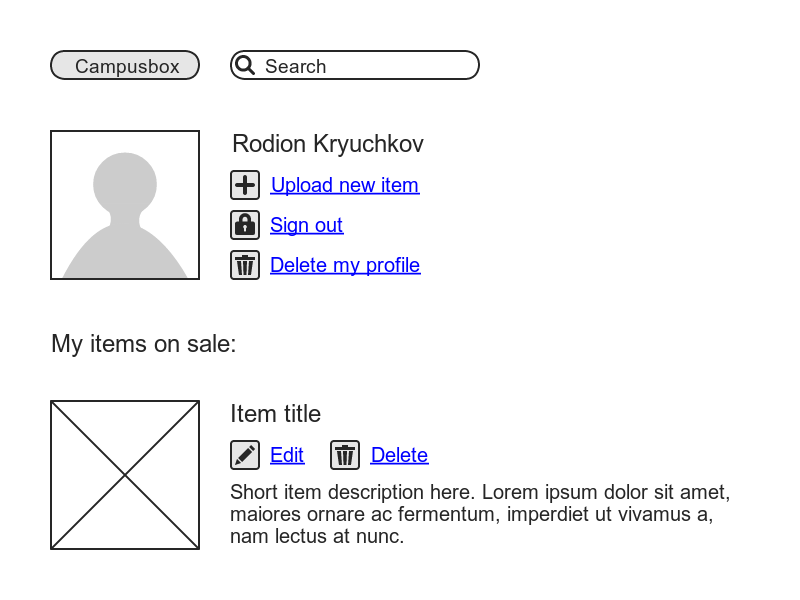 Campusbox
Search
Rodion Kryuchkov
Upload new item
Sign out
Delete my profile
My items on sale:
Item title
Edit Delete
Short item description here. Lorem ipsum dolor sit amet,
maiores ornare ac fermentum, imperdiet ut vivamus a,
nam lectus at nunc.